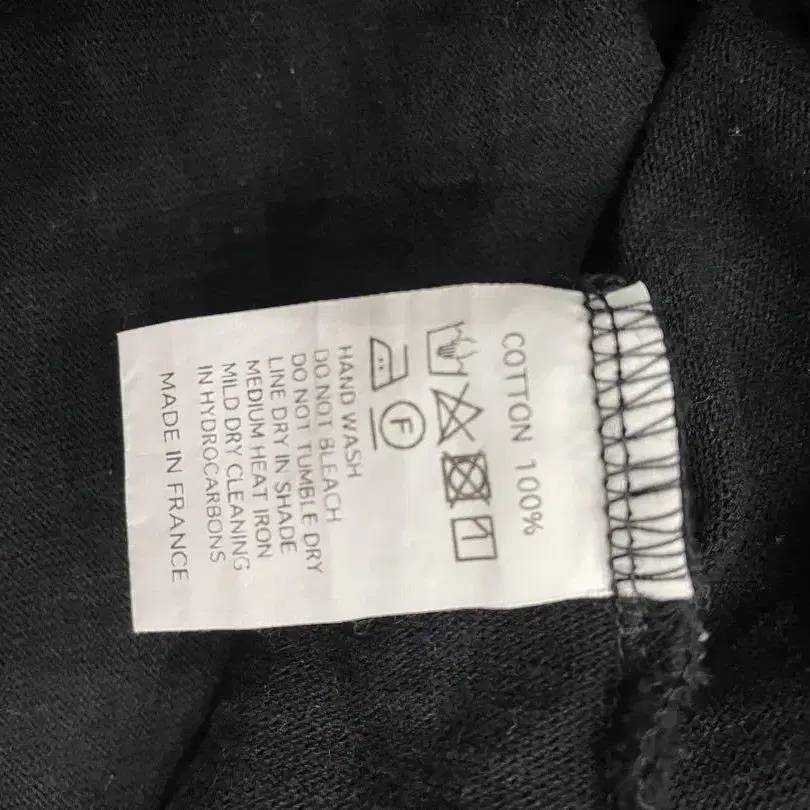 COTTON 100%
F
HAND WASH
DO NOT BLEACH
DO NOT TUMBLE DRY
LINE DRY IN SHADE
MEDIUM HEAT IRON
MILD DRY CLEANING
IN HYDROCARBONS
MADE IN FRANCE